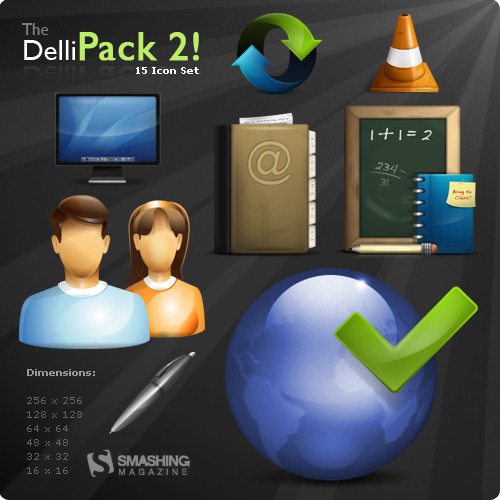 The
DelliPack 2!
15 Icon Set
@
1+1=2
234-
31
Bring to
Class!
Dimensions:
256 x 256
128 x 128
64 x 64
48 x 48
32 x 32
16 x 16
SMASHING
MAGAZINE